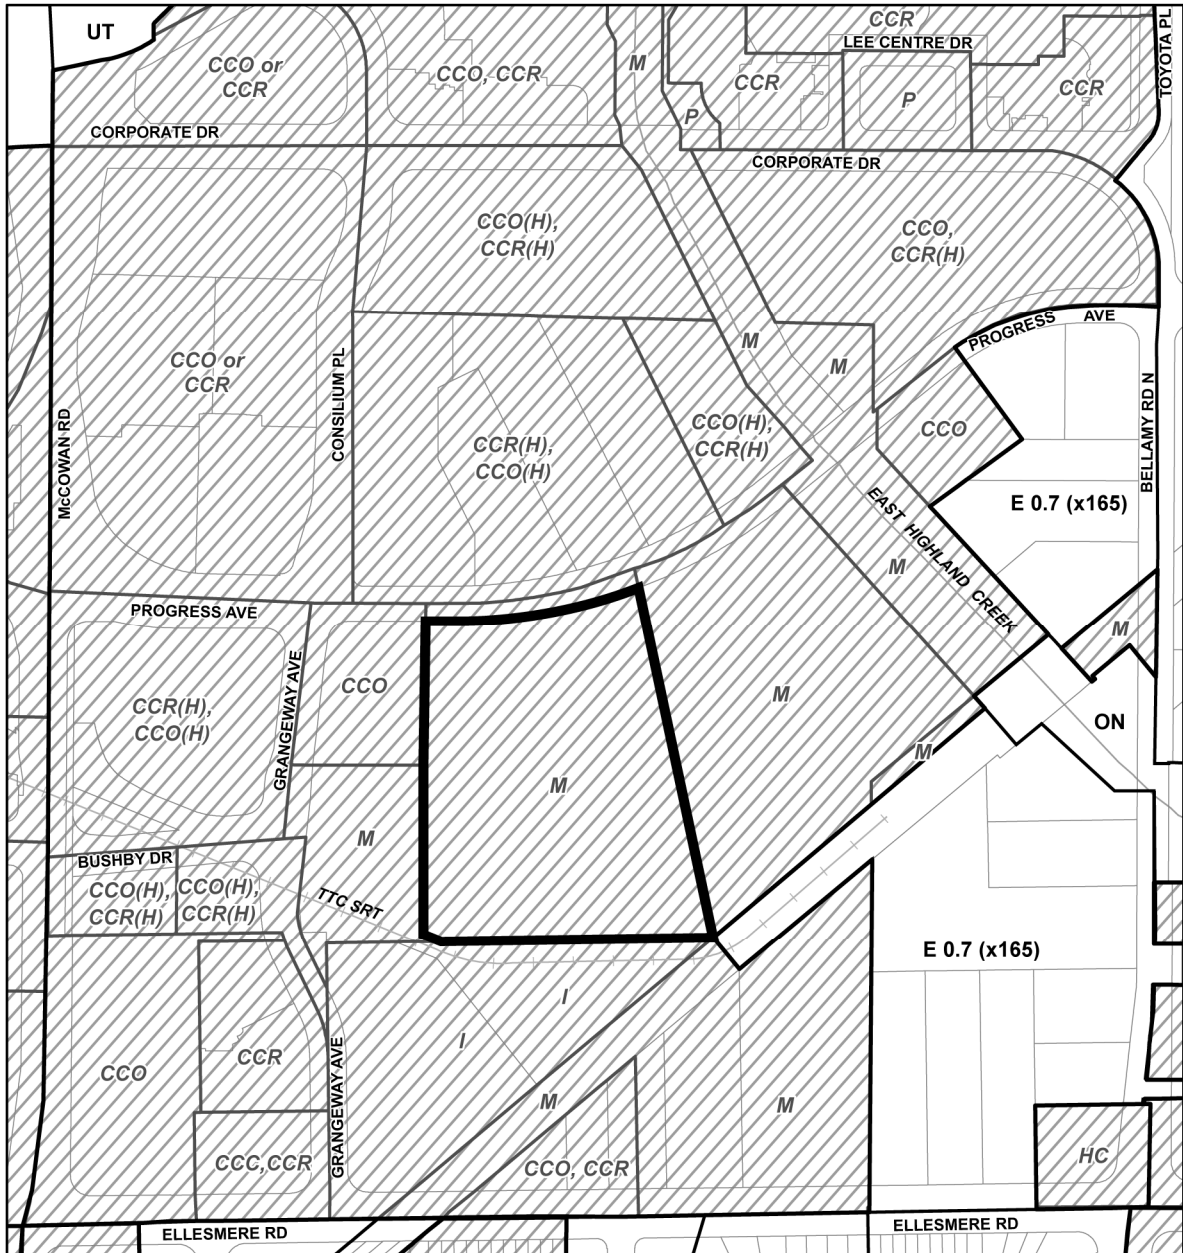 UT
CCO or
CCR
CCO, CCR
M
P
CCR
LEE CENTRE DR
CCR
P
CCR
TOYOTA PL
CORPORATE DR
CORPORATE DR
CCO(H),
CCR(H)
CCO,
CCR(H)
PROGRESS AVE
M
M
CCO or
CCR
CONSILIUM PL
McCOWAN RD
CCR(H),
CCO(H)
CCO(H),
CCR(H)
CCO
BELLAMY RD N
E 0.7 (x165)
EAST HIGHLAND CREEK
M
M
PROGRESS AVE
CCR(H),
CCO(H)
GRANGEWAY AVE
CCO
M
M
M
ON
M
M
BUSHBY DR
CCO(H),
CCR(H)
CCO(H),
CCR(H)
TTC SRT
E 0.7 (x165)
I
I
CCO
CCR
GRANGEWAY AVE
M
M
CCC,CCR
CCO, CCR
HC
ELLESMERE RD
ELLESMERE RD